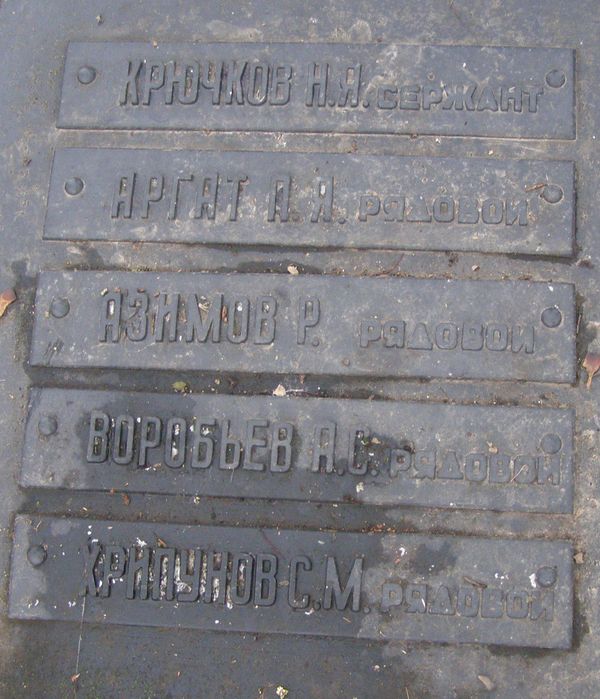 КРЮЧКОВ Н.Я. СЕРЖАНТ
АРГАТ А.Я. РЯДОВОЙ
АЗИМОВ Р. РЯДОВОЙ
ВОРОБЬЕВ А.С. РЯДОВОЙ
ХРИПУНОВ С.М. РЯДОВОЙ